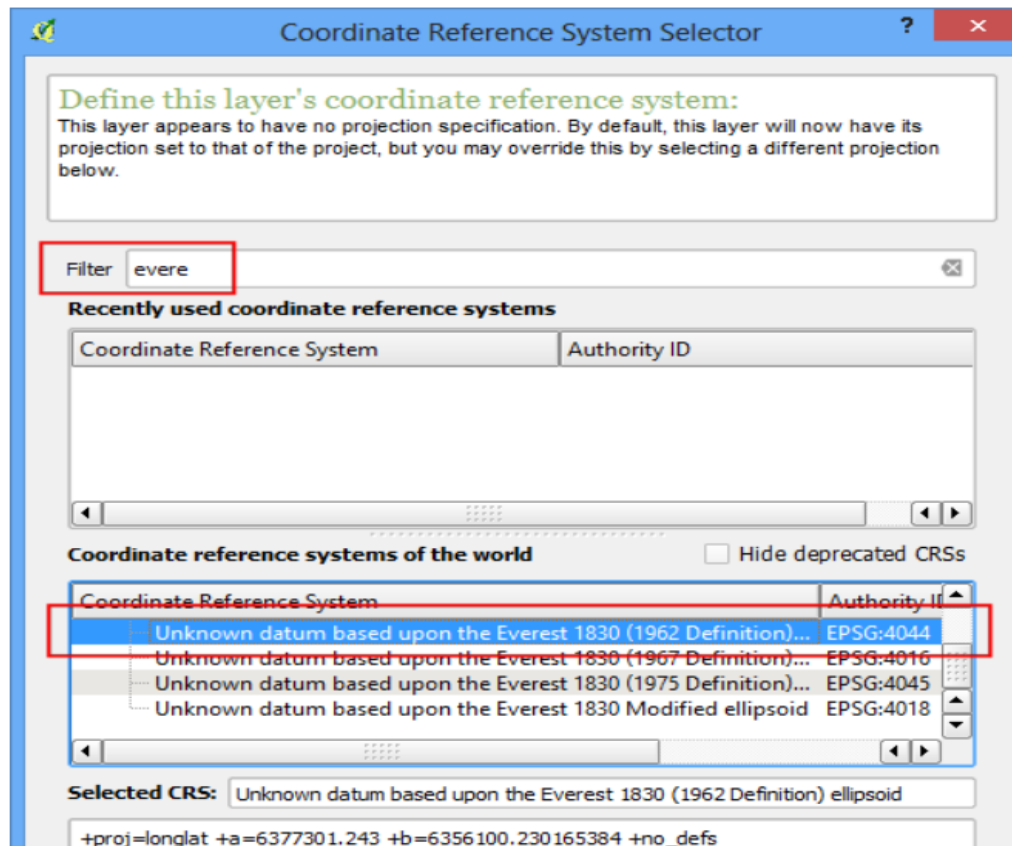 Coordinate Reference System Selector
?
×
Define this layer's coordinate reference system:
This layer appears to have no projection specification. By default, this layer will now have its
projection set to that of the project, but you may override this by selecting a different projection
below.
Filter evere
Recently used coordinate reference systems
Coordinate Reference System Authority ID
Coordinate reference systems of the world Hide deprecated CRSs
Coordinate Reference System Authority ID
Unknown datum based upon the Everest 1830 (1962 Definition)... EPSG:4044
Unknown datum based upon the Everest 1830 (1967 Definition)... EPSG:4016
Unknown datum based upon the Everest 1830 (1975 Definition)... EPSG:4045
Unknown datum based upon the Everest 1830 Modified ellipsoid EPSG:4018
Selected CRS: Unknown datum based upon the Everest 1830 (1962 Definition) ellipsoid
+proj=longlat +a=6377301.243 +b=6356100.230165384 +no_defs